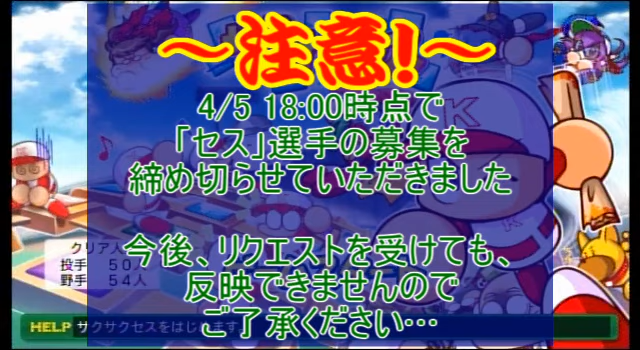 ～注意！～
4/5 18:00時点で
「セス」選手の募集を
締め切らせていただきました
今後、リクエストを受けても、
反映できませんので
ご了承ください…
クリア人
投手 50人
野手 54人
HELP サクサクセスをはじめます
K
K